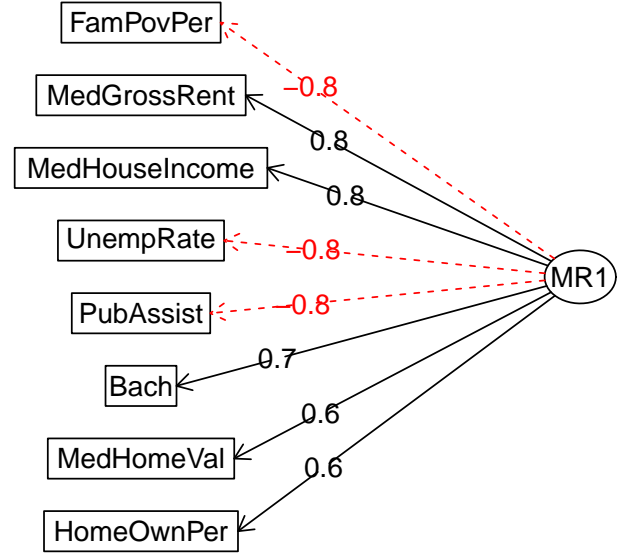 FamPovPer
−0.8
MedGrossRent
0.8
MedHouseIncome
0.8
UnempRate
−0.8
MR1
PubAssist
−0.8
Bach
0.7
MedHomeVal
0.6
HomeOwnPer
0.6